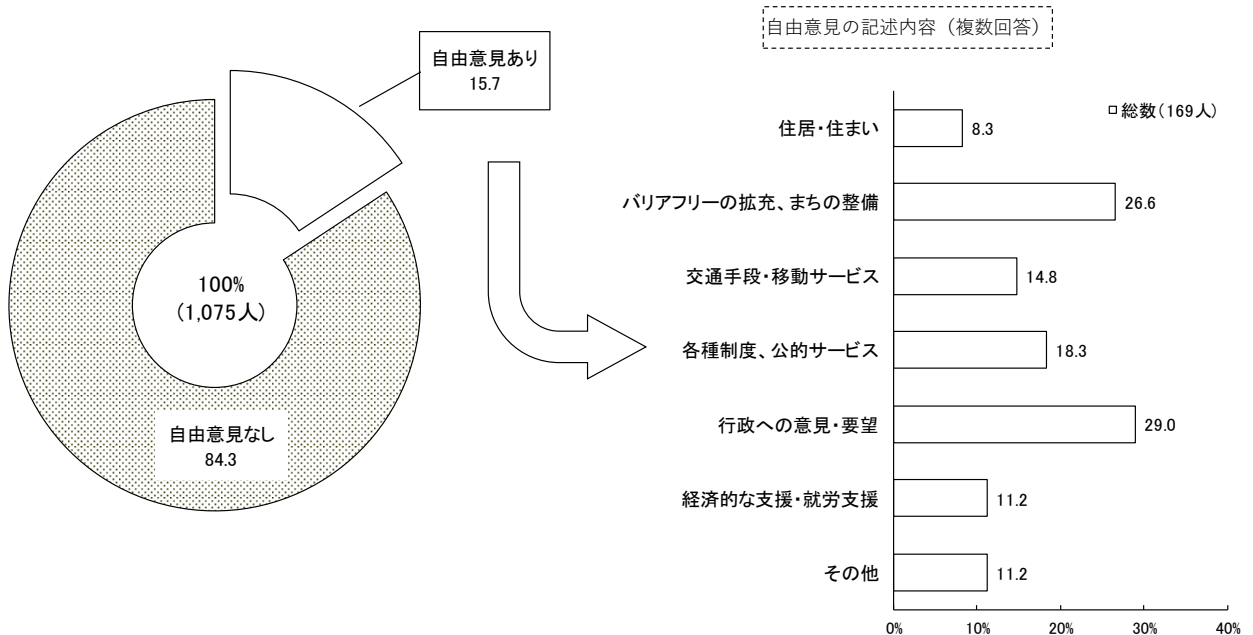 自由意見の記述内容（複数回答）
自由意見あり
15.7
100%
(1,075人)
自由意見なし
84.3
□ 総数(169人)
住居・住まい
8.3
バリアフリーの拡充、まちの整備
26.6
交通手段・移動サービス
14.8
各種制度、公的サービス
18.3
行政への意見・要望
29.0
経済的な支援・就労支援
11.2
その他
11.2
0% 10% 20% 30% 40%